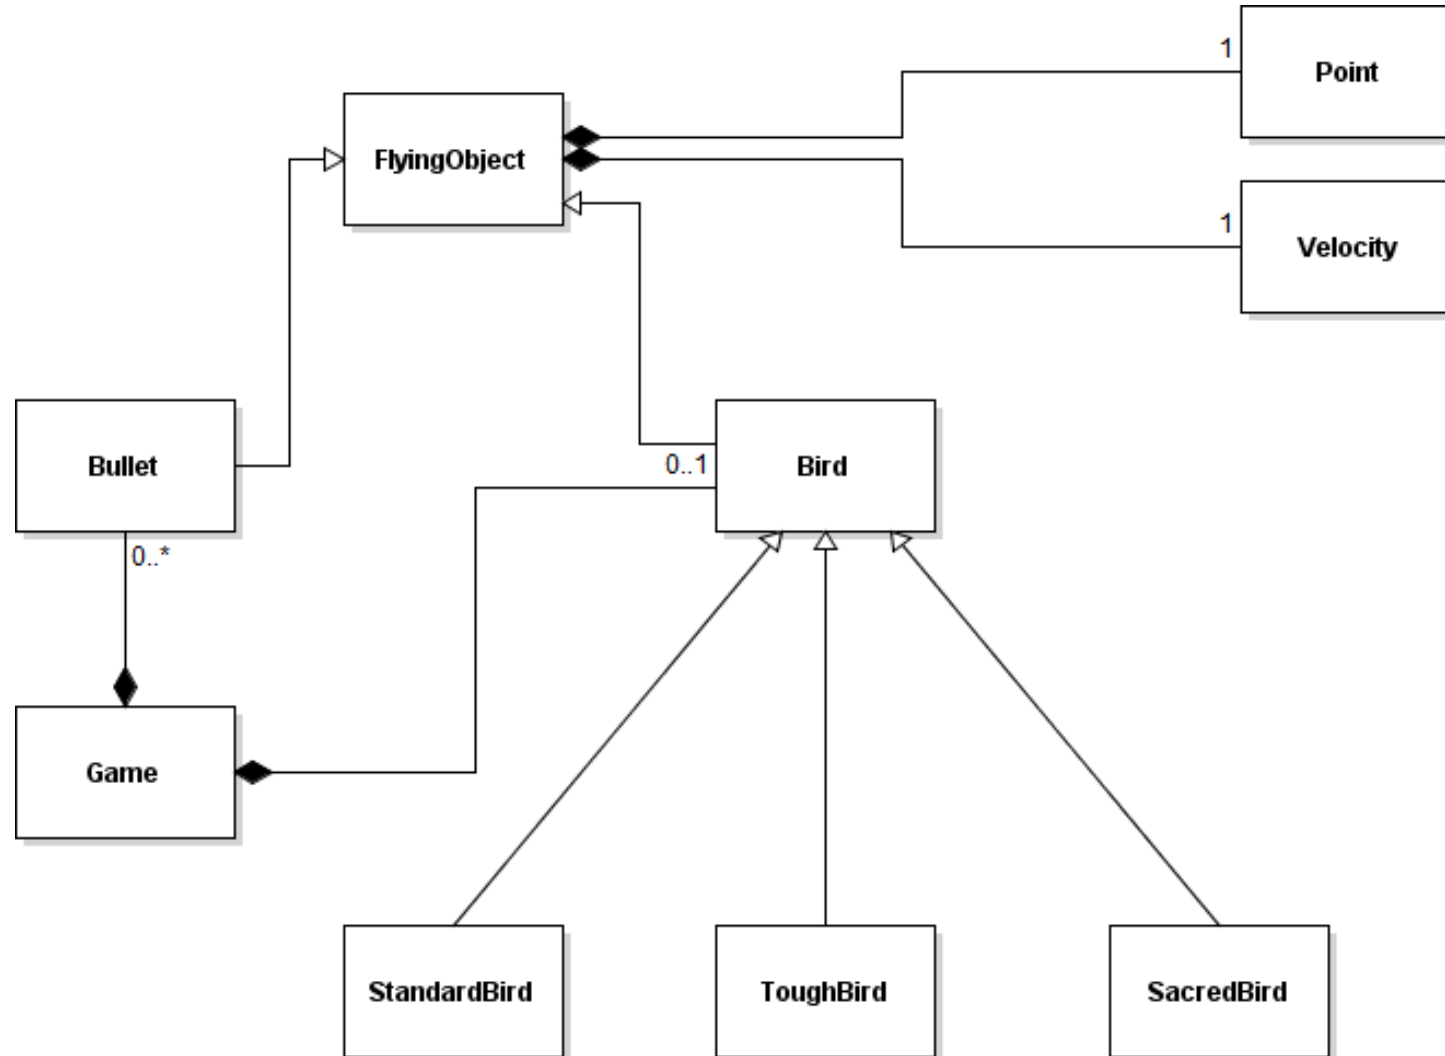 1
Point
FlyingObject
1
Velocity
Bullet
0..1
Bird
0..*
Game
StandardBird
ToughBird
SacredBird